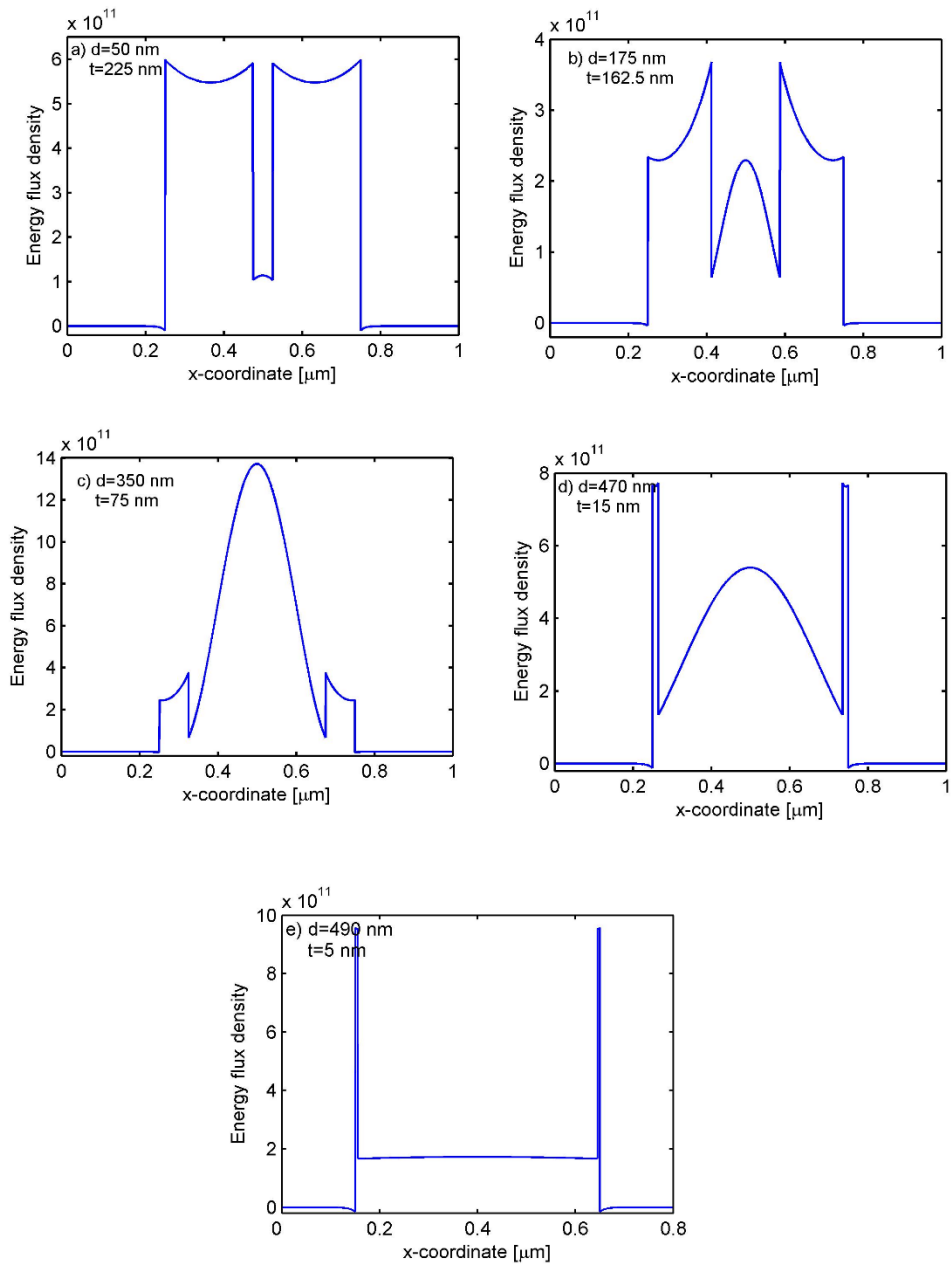 x 10^11
a) d=50 nm
t=225 nm
6
5
4
3
2
1
0
Energy flux density
0 0.2 0.4 0.6 0.8 1
x-coordinate [μm]
x 10^11
b) d=175 nm
t=162.5 nm
4
3
2
1
0
Energy flux density
0 0.2 0.4 0.6 0.8 1
x-coordinate [μm]
x 10^11
c) d=350 nm
t=75 nm
14
12
10
8
6
4
2
0
Energy flux density
0 0.2 0.4 0.6 0.8 1
x-coordinate [μm]
x 10^11
d) d=470 nm
t=15 nm
8
6
4
2
0
Energy flux density
0 0.2 0.4 0.6 0.8 1
x-coordinate [μm]
x 10^11
e) d=490 nm
t=5 nm
10
8
6
4
2
0
Energy flux density
0 0.2 0.4 0.6 0.8
x-coordinate [μm]